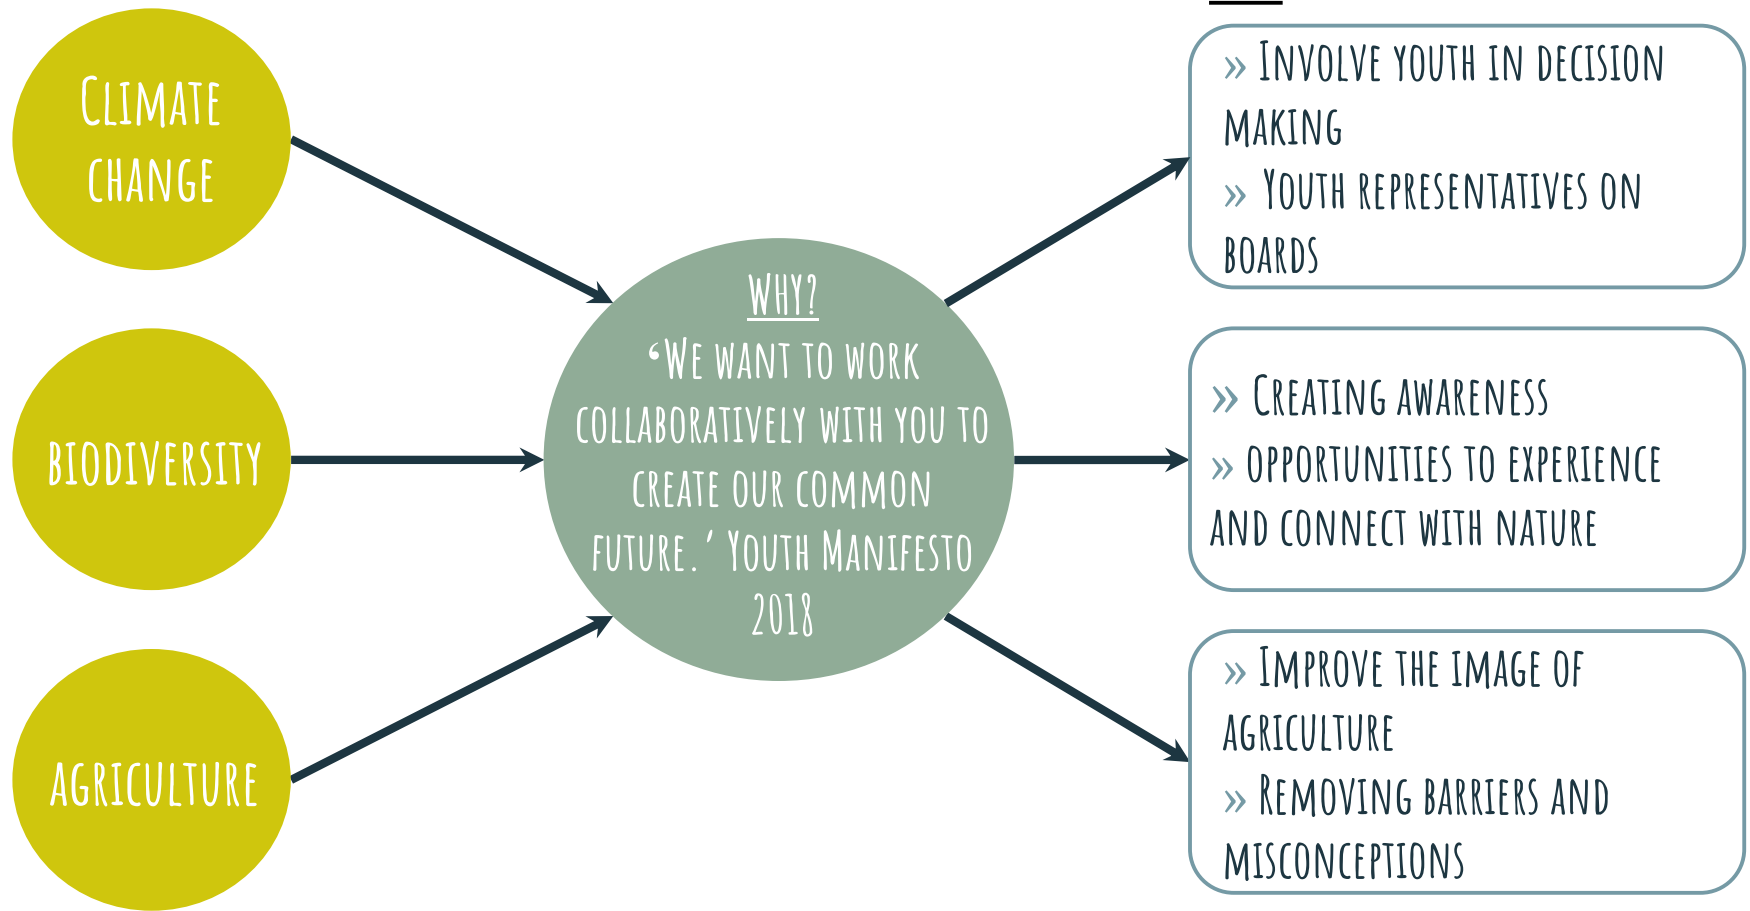 Climate
change
biodiversity
agriculture
Why?
‘We want to work
collaboratively with you to
create our common
future.’ Youth Manifesto
2018
» Involve youth in decision
making
» Youth representatives on
boards
» Creating awareness
» opportunities to experience
and connect with nature
» Improve the image of
agriculture
» Removing barriers and
misconceptions